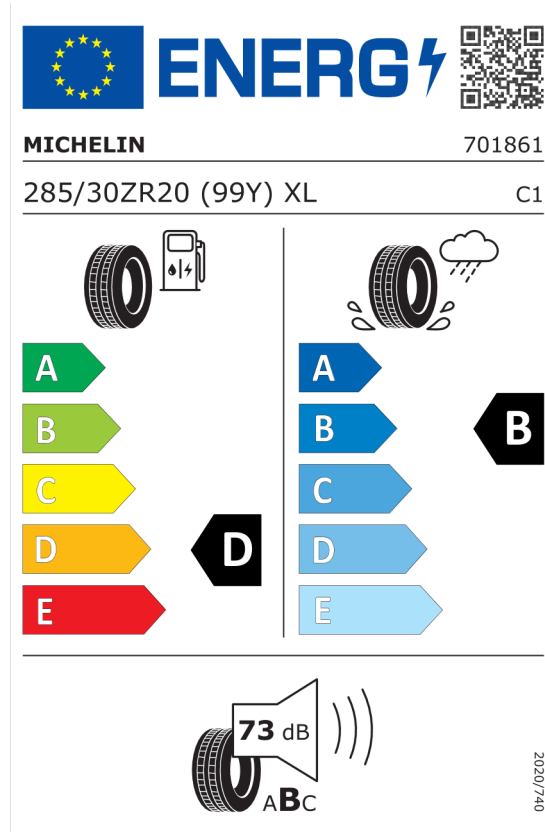 ENERG
MICHELIN 701861
285/30ZR20 (99Y) XL C1
A A
B B B
C C
D D D
E E
73 dB
ABC
2020/740